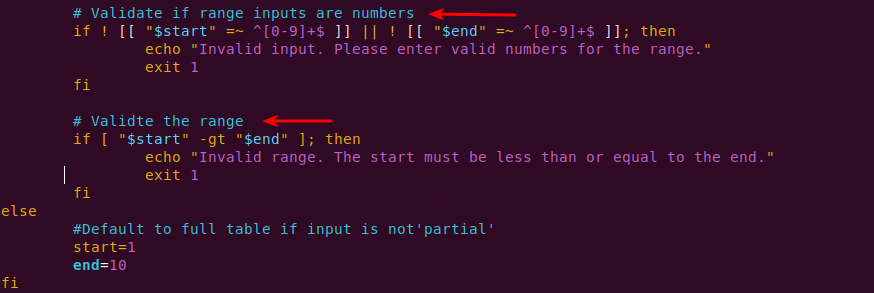 # Validate if range inputs are numbers
if ! [[ "$start" =~ ^[0-9]+$ ]] || ! [[ "$end" =~ ^[0-9]+$ ]]; then
echo "Invalid input. Please enter valid numbers for the range."
exit 1
fi
# Validte the range
if [ "$start" -gt "$end" ]; then
echo "Invalid range. The start must be less than or equal to the end."
exit 1
fi
else
#Default to full table if input is not'partial'
start=1
end=10
fi